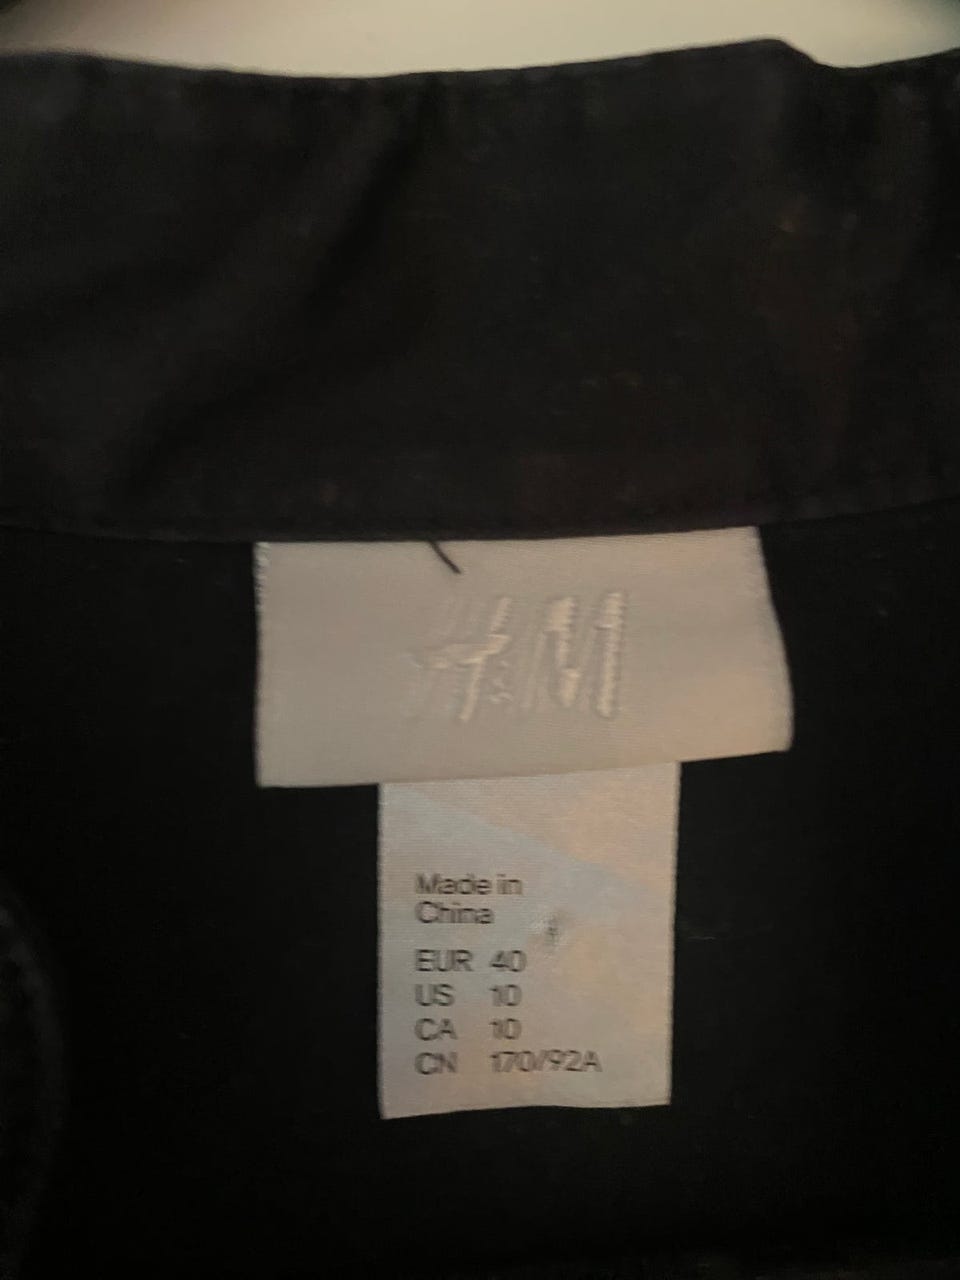 H&M
Made in
China
EUR 40
US 10
CA 10
CN 170/92A